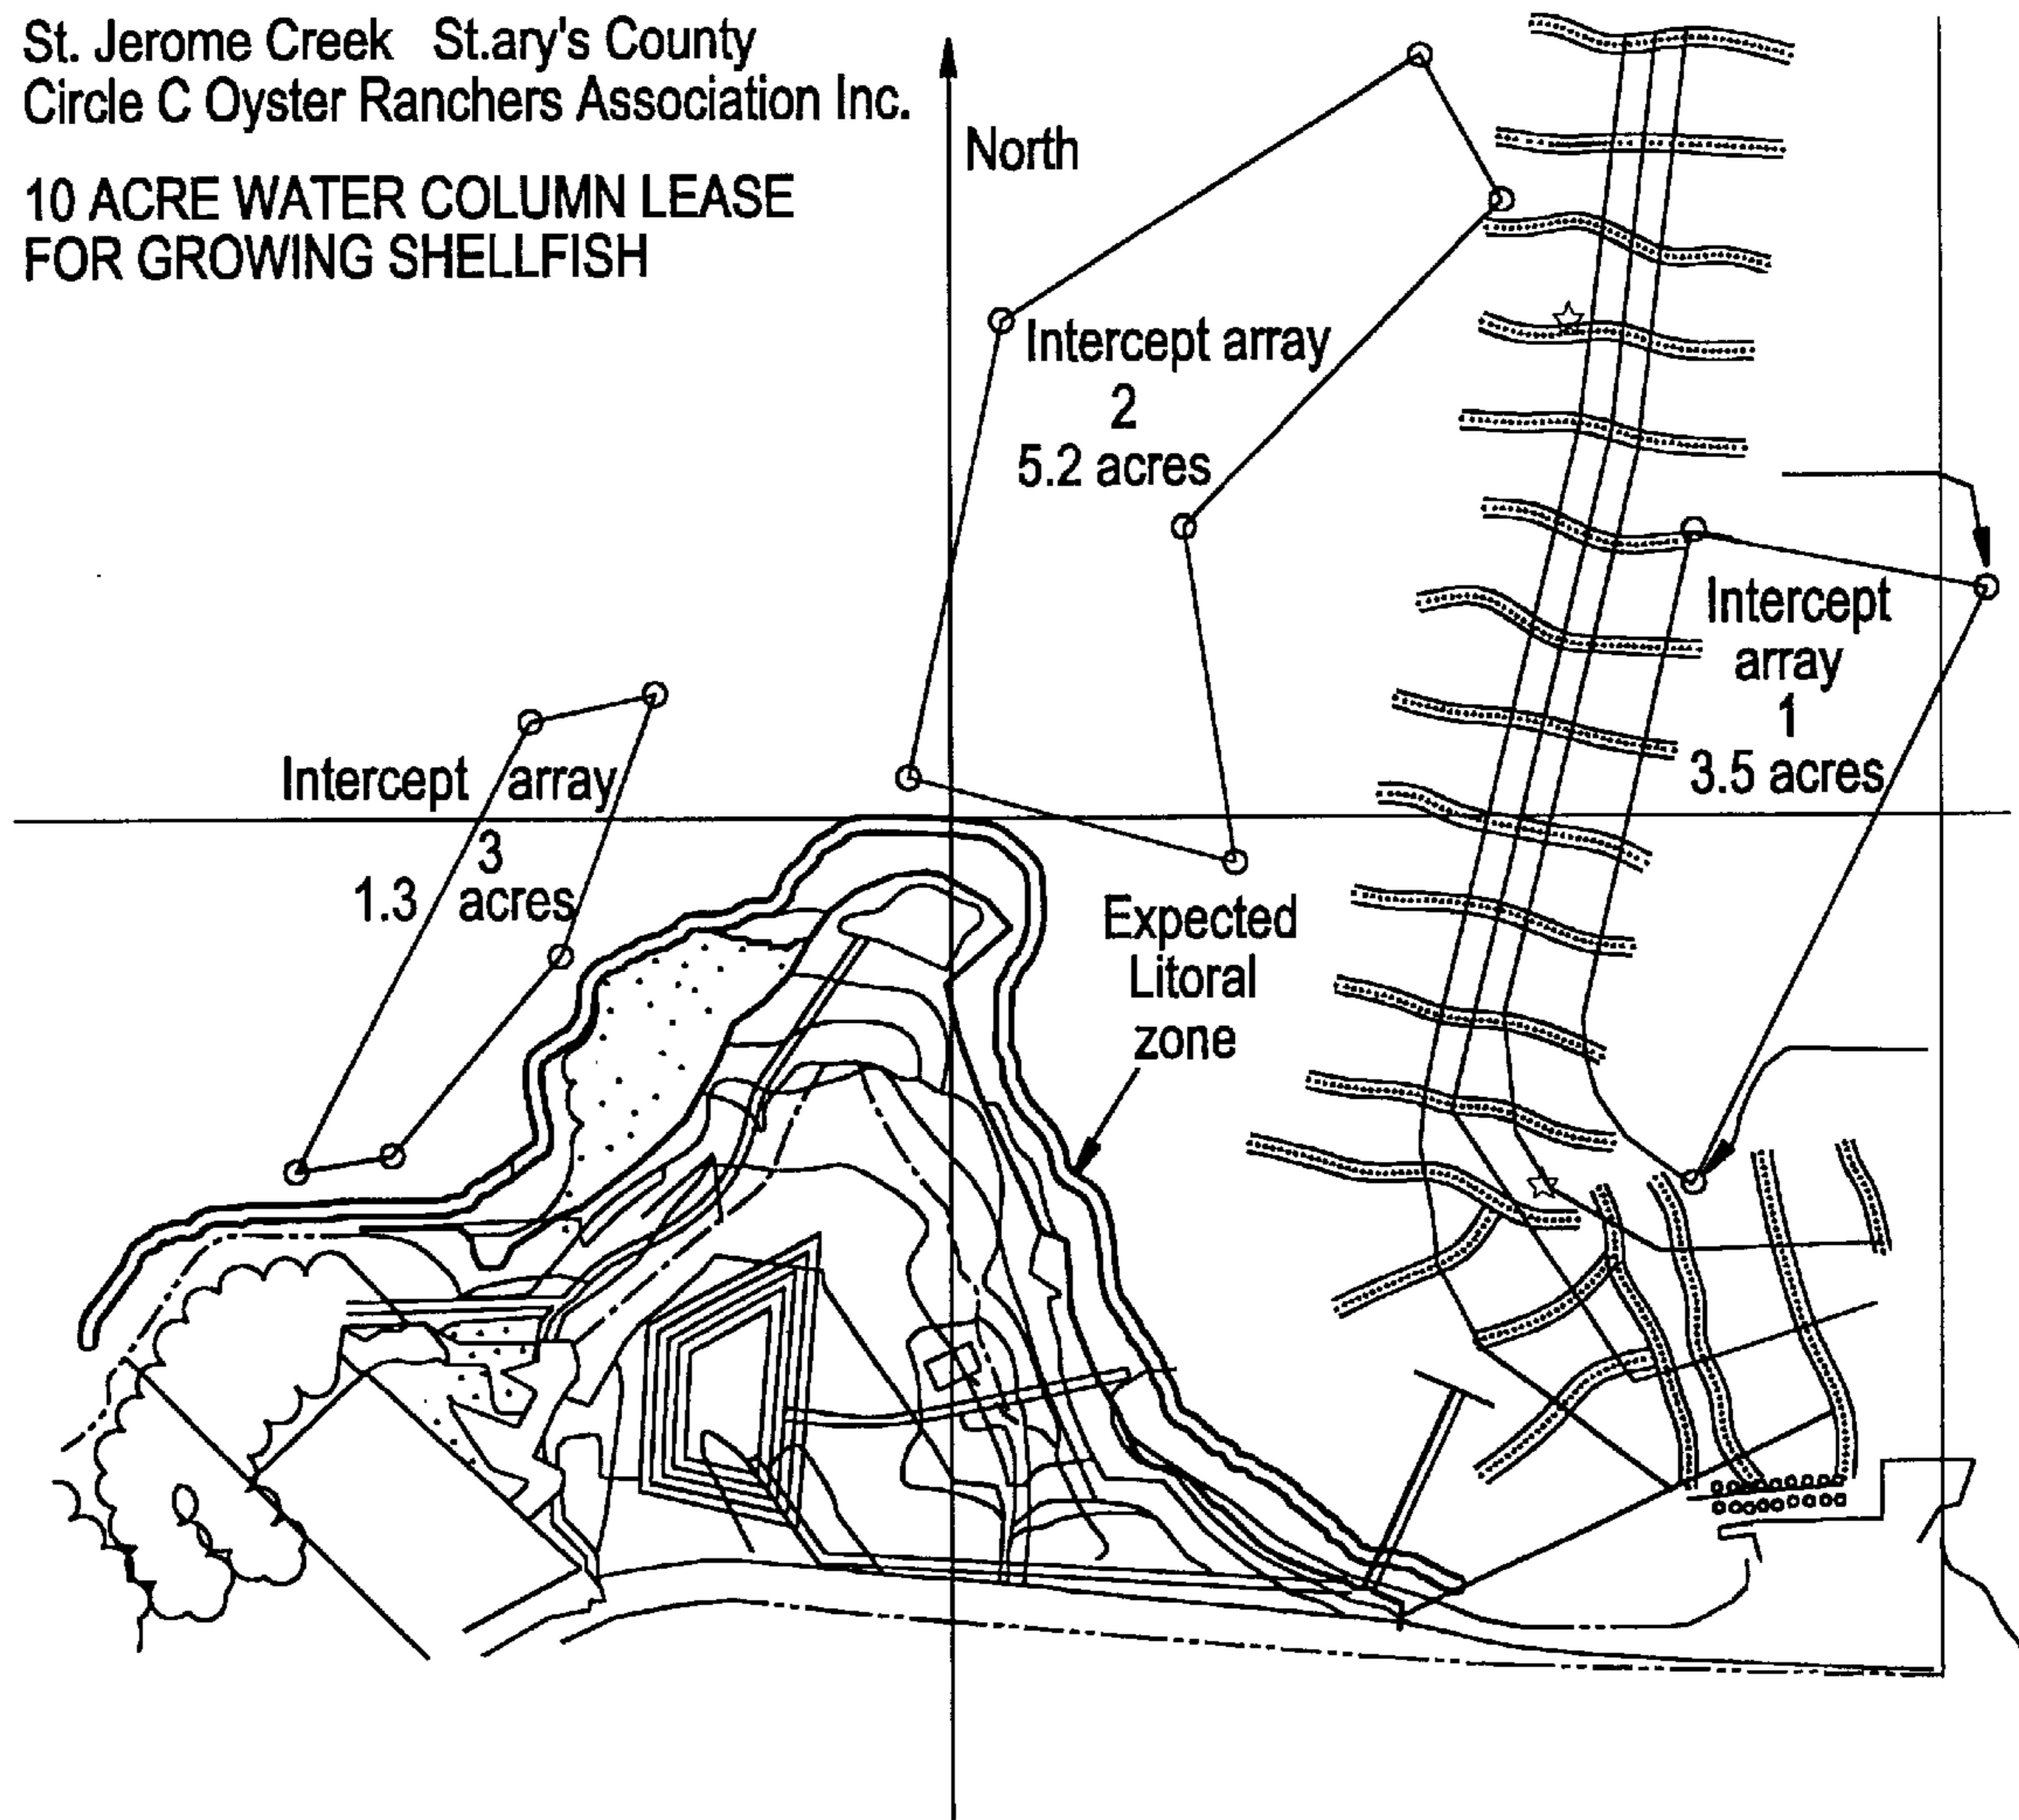 St. Jerome Creek St.ary's County
Circle C Oyster Ranchers Association Inc.
10 ACRE WATER COLUMN LEASE
FOR GROWING SHELLFISH
North
Intercept array
2
5.2 acres
Intercept
array
1
3.5 acres
Intercept array
3
1.3 acres
Expected
Litoral
zone